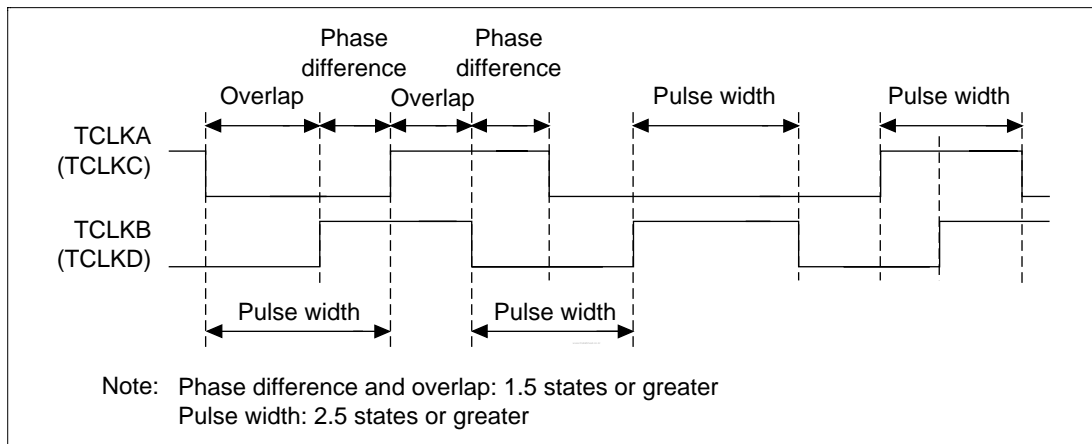 Phase
difference
Phase
difference
Overlap
Overlap
Pulse width
Pulse width
TCLKA
(TCLKC)
TCLKB
(TCLKD)
Pulse width
Pulse width
Note: Phase difference and overlap: 1.5 states or greater
Pulse width: 2.5 states or greater